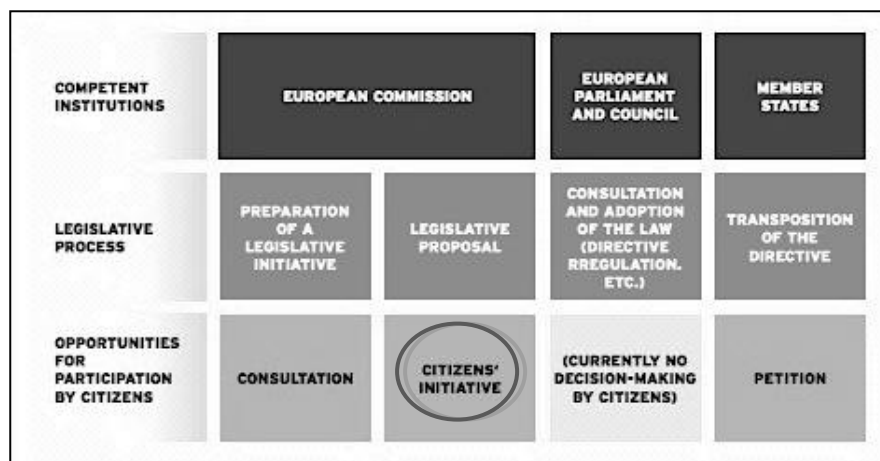 COMPETENT
INSTITUTIONS
EUROPEAN COMMISSION
EUROPEAN
PARLIAMENT
AND COUNCIL
MEMBER
STATES
LEGISLATIVE
PROCESS
PREPARATION
OF A
LEGISLATIVE
INITIATIVE
LEGISLATIVE
PROPOSAL
CONSULTATION
AND ADOPTION
OF THE LAW
(DIRECTIVE
RREGULATION.
ETC.)
TRANSPOSITION
OF THE
DIRECTIVE
OPPORTUNITIES
FOR
PARTICIPATION
BY CITIZENS
CONSULTATION
CITIZENS'
INITIATIVE
(CURRENTLY NO
DECISION-MAKING
BY CITIZENS)
PETITION